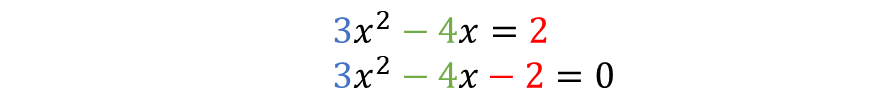 3x² − 4x = 2
3x² − 4x − 2 = 0